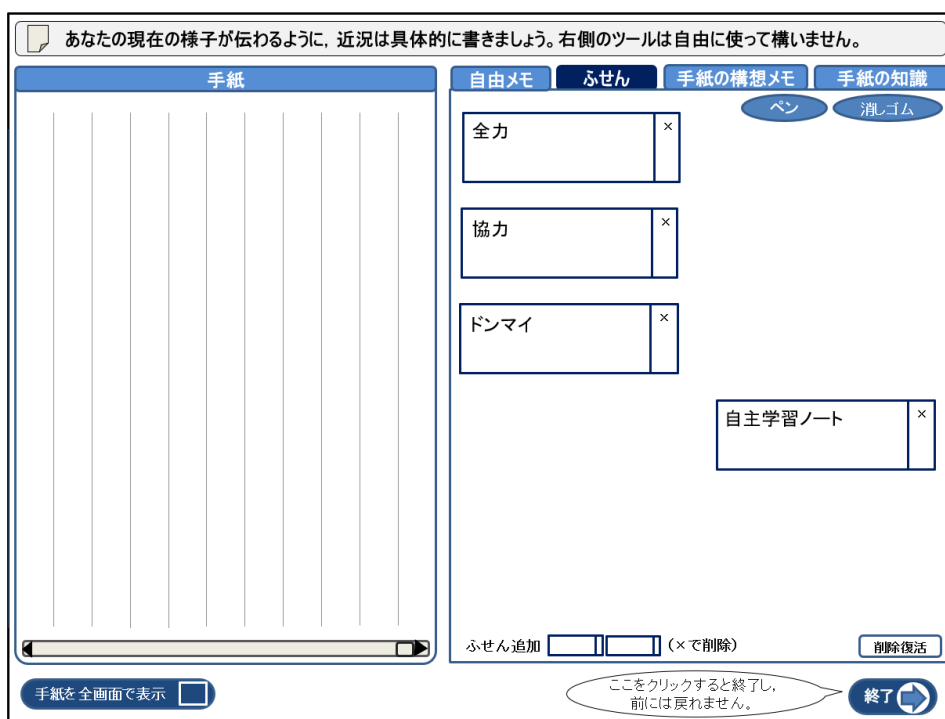 あなたの現在の様子が伝わるように，近況は具体的に書きましょう。右側のツールは自由に使って構いません。
手紙
自由メモ
ふせん
手紙の構想メモ
手紙の知識
ペン
消しゴム
全力
×
協力
×
ドンマイ
×
自主学習ノート
×
ふせん追加
(×で削除)
削除復活
手紙を全画面で表示
ここをクリックすると終了し，
前には戻れません。
終了